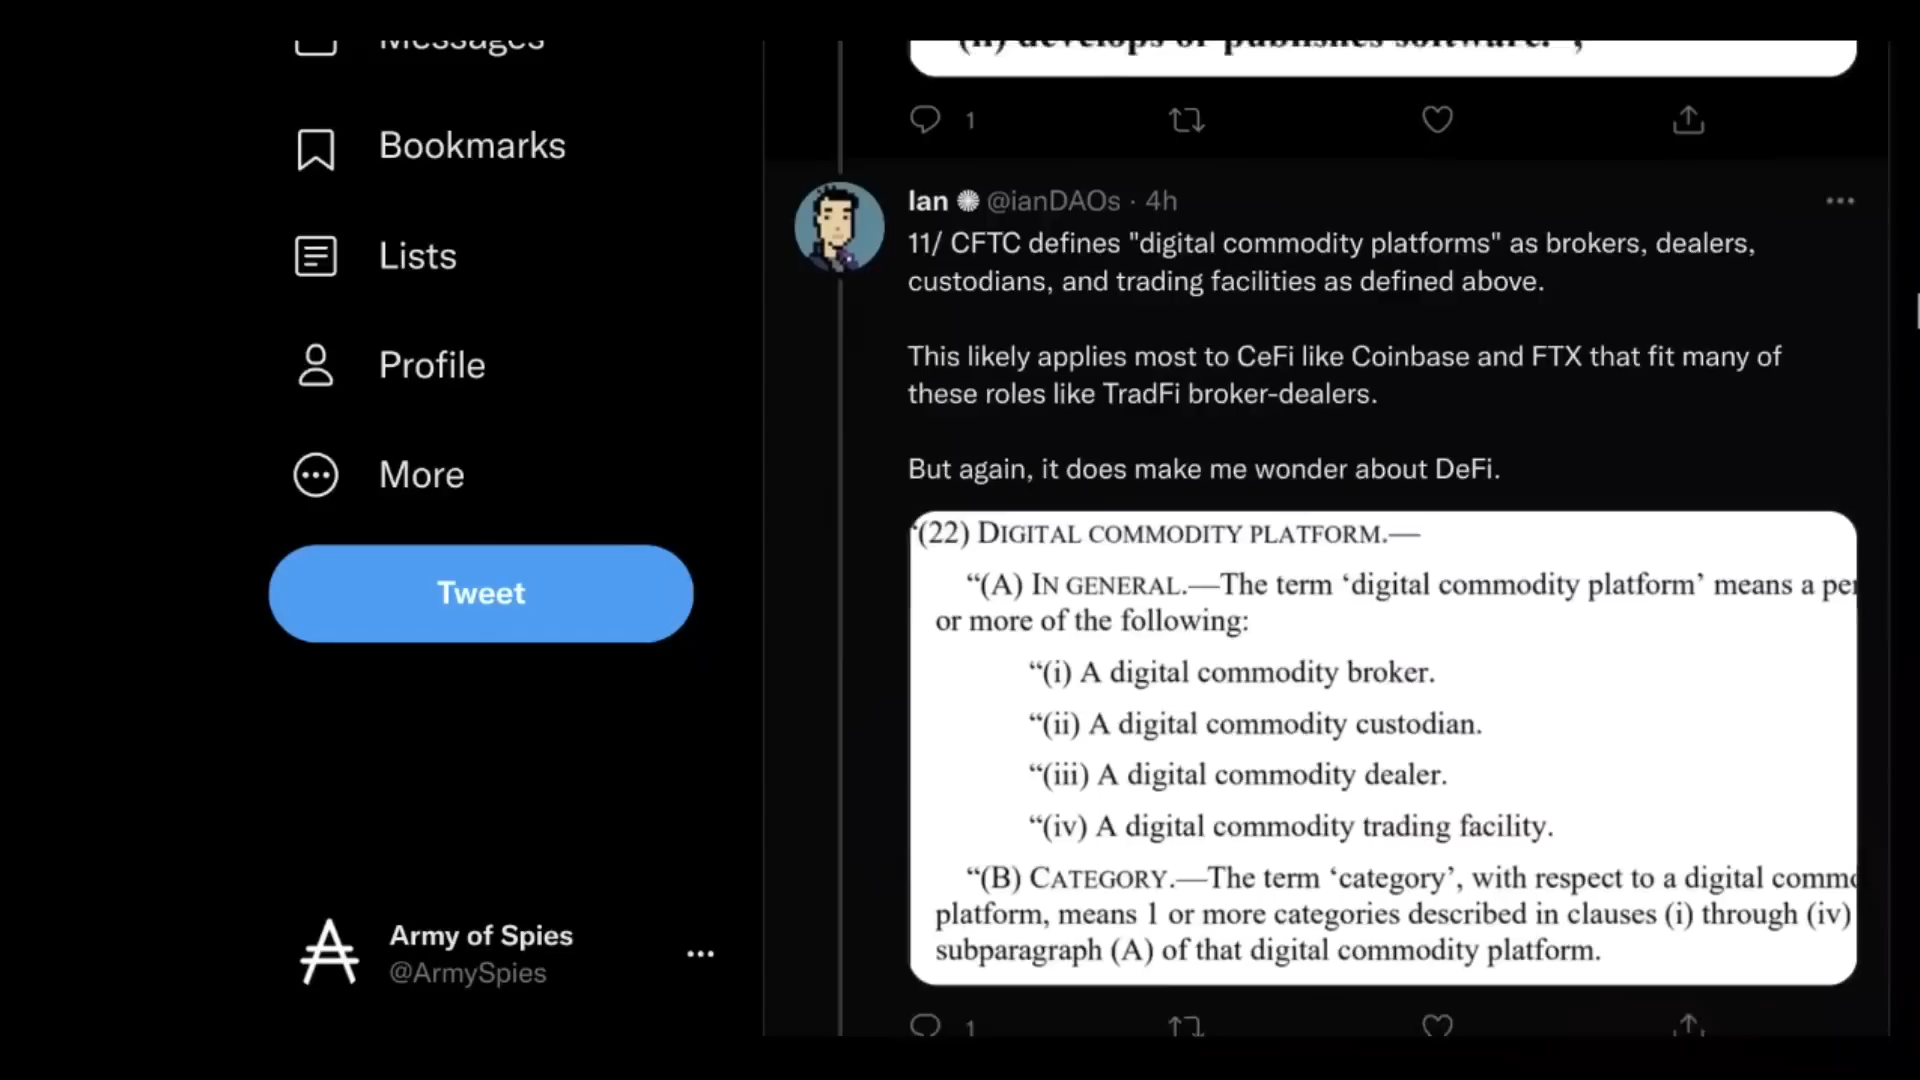 Messages
Bookmarks
Lists
Profile
More
Tweet
Army of Spies
@ArmySpies
(ii) develops or publishes software.”;
1
Ian @ianDAOs · 4h
11/ CFTC defines "digital commodity platforms" as brokers, dealers,
custodians, and trading facilities as defined above.
This likely applies most to CeFi like Coinbase and FTX that fit many of
these roles like TradFi broker-dealers.
But again, it does make me wonder about DeFi.
“(22) DIGITAL COMMODITY PLATFORM.—
“(A) IN GENERAL.—The term ‘digital commodity platform’ means a
or more of the following:
“(i) A digital commodity broker.
“(ii) A digital commodity custodian.
“(iii) A digital commodity dealer.
“(iv) A digital commodity trading facility.
“(B) CATEGORY.—The term ‘category’, with respect to a digital
platform, means 1 or more categories described in clauses (i) through (iv)
subparagraph (A) of that digital commodity platform.
1